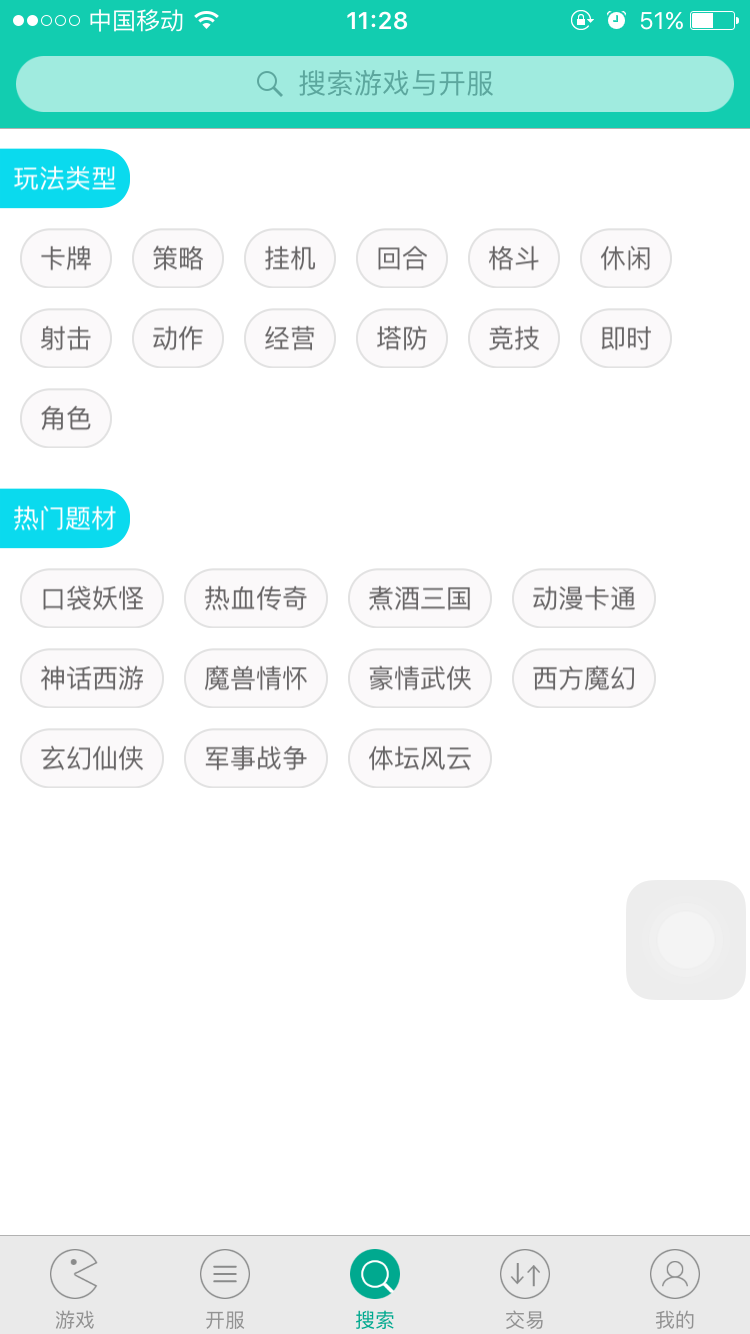 中国移动 11:28 51%
搜索游戏与开服
玩法类型
卡牌 策略 挂机 回合 格斗 休闲
射击 动作 经营 塔防 竞技 即时
角色
热门题材
口袋妖怪 热血传奇 煮酒三国 动漫卡通
神话西游 魔兽情怀 豪情武侠 西方魔幻
玄幻仙侠 军事战争 体坛风云
游戏 开服 搜索 交易 我的